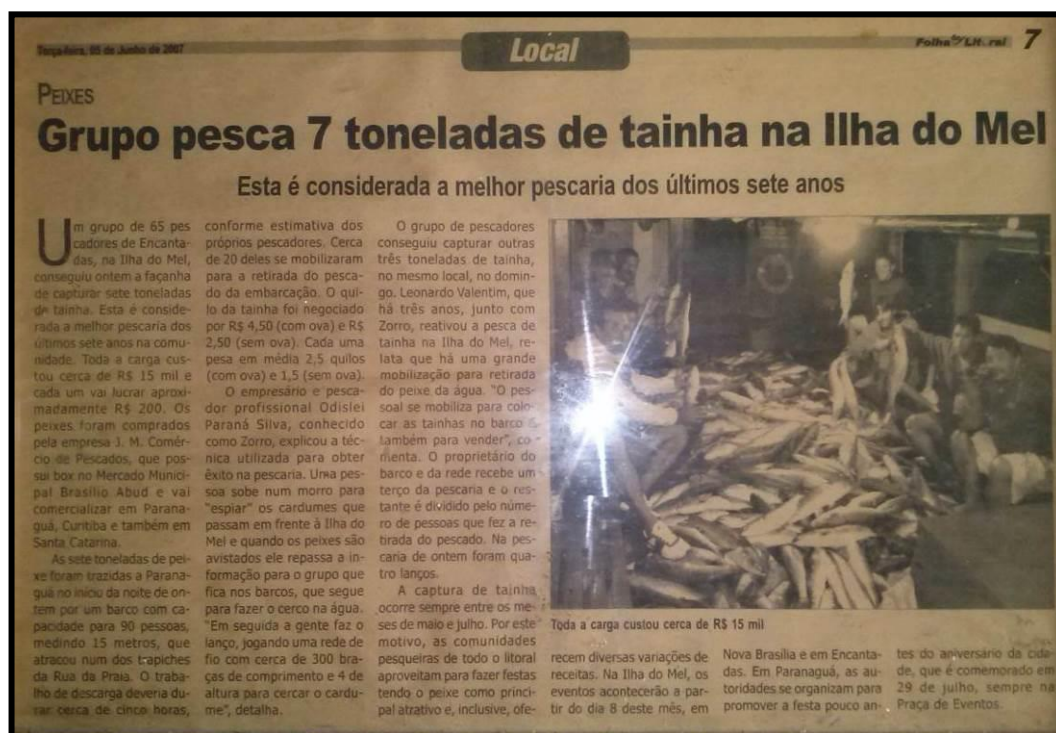 Terça-feira, 05 de Junho de 2007
Local
Folha do Litoral 7
PEIXES
Grupo pesca 7 toneladas de tainha na Ilha do Mel
Esta é considerada a melhor pescaria dos últimos sete anos
Um grupo de 65 pes
cadores de Encanta-
das, na Ilha do Mel,
conseguiu ontem a façanha
de capturar sete toneladas
de tainha. Esta é conside-
rada a melhor pescaria dos
últimos sete anos na comu-
nidade. Toda a carga cus-
tou cerca de R$ 15 mil e
cada um vai lucrar aproxi-
madamente R$ 200. Os
peixes foram comprados
pela empresa J. M. Comér-
cio de Pescados, que pos-
sui box no Mercado Munici-
pal Brasílio Abud e vai
comercializar em Parana-
guá, Curitiba e também em
Santa Catarina.
As sete toneladas de pei-
xe foram trazidas a Parana-
guá no início da noite de on-
tem por um barco com ca-
pacidade para 90 pessoas,
medindo 15 metros, que
atracou num dos trapiches
da Rua da Praia. O traba-
lho de descarga deveria du-
rar cerca de cinco horas,
conforme estimativa dos
próprios pescadores. Cerca
de 20 deles se mobilizaram
para a retirada do pesca-
do da embarcação. O qui-
lo da tainha foi negociado
por R$ 4,50 (com ova) e R$
2,50 (sem ova). Cada uma
pesa em média 2,5 quilos
(com ova) e 1,5 (sem ova).
O empresário e pesca-
dor profissional Odislei
Paraná Silva, conhecido
como Zorro, explicou a téc-
nica utilizada para obter
êxito na pescaria. Uma pes-
soa sobe num morro para
"espiar" os cardumes que
passam em frente à Ilha do
Mel e quando os peixes são
avistados ele repassa a in-
formação para o grupo que
fica nos barcos, que segue
para fazer o cerco na água.
"Em seguida a gente faz o
lanço, jogando uma rede de
fio com cerca de 300 bra-
ças de comprimento e 4 de
altura para cercar o cardu-
me", detalha.
O grupo de pescadores
conseguiu capturar outras
três toneladas de tainha,
no mesmo local, no domin-
go. Leonardo Valentim, que
há três anos, junto com
Zorro, reativou a pesca de
tainha na Ilha do Mel, re-
lata que há uma grande
mobilização para retirada
do peixe da água. "O pes-
soal se mobiliza para colo-
car as tainhas no barco e
também para vender", co-
menta. O proprietário do
barco e da rede recebe um
terço da pescaria e o res-
tante é dividido pelo núme-
ro de pessoas que fez a re-
tirada do pescado. Na pes-
caria de ontem foram qua-
tro lanços.
A captura de tainha
ocorre sempre entre os me-
ses de maio e julho. Por este
motivo, as comunidades
pesqueiras de todo o litoral
aproveitam para fazer festas
tendo o peixe como princi-
pal atrativo e, inclusive, ofe-
Toda a carga custou cerca de R$ 15 mil
recem diversas variações de
receitas. Na Ilha do Mel, os
eventos acontecerão a par-
tir do dia 8 deste mês, em
Nova Brasília e em Encanta-
das. Em Paranaguá, as au-
toridades se organizam para
promover a festa pouco an-
tes do aniversário da cida-
de, que é comemorado em
29 de julho, sempre na
Praça de Eventos.